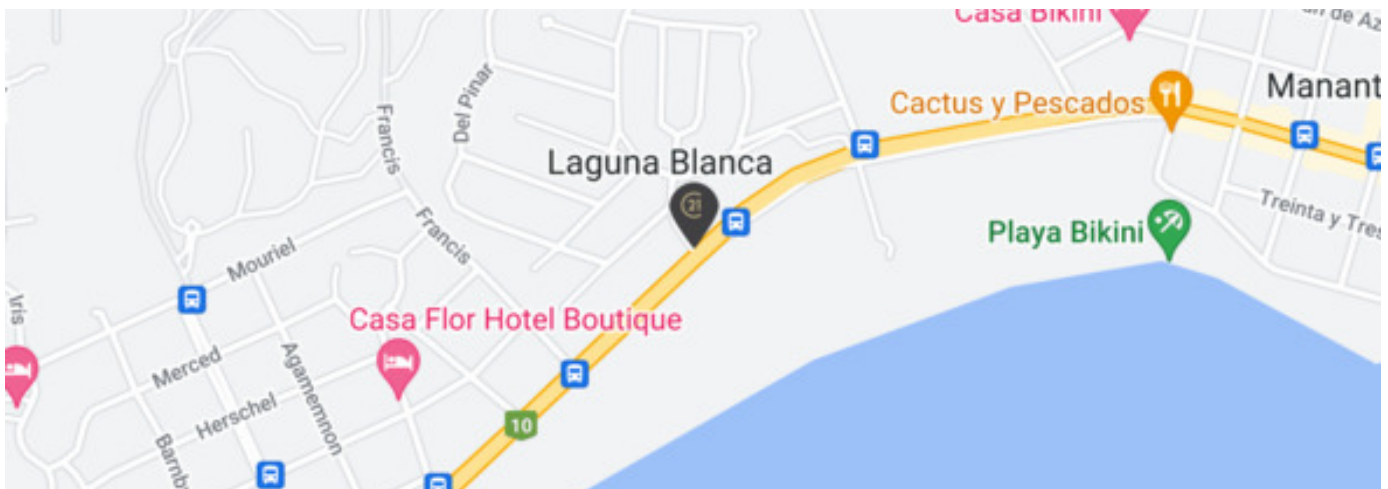 Casa Bikini
Cactus y Pescados
Manant
Del Pinar
Francis
Laguna Blanca
21
Treinta y Tres
Francis
Playa Bikini
Mouriel
Iris
Casa Flor Hotel Boutique
Merced
Agamemnon
Herschel
10
Barnb